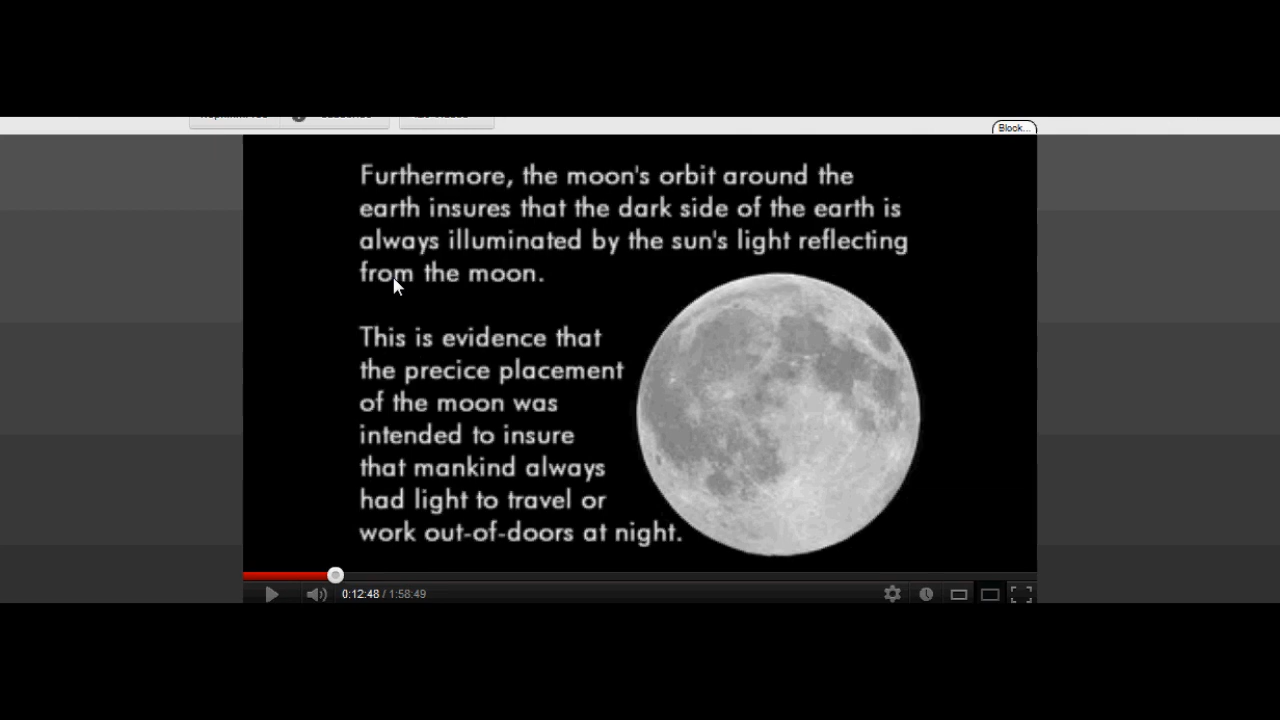 Block...
Furthermore, the moon's orbit around the
earth insures that the dark side of the earth is
always illuminated by the sun's light reflecting
from the moon.
This is evidence that
the precice placement
of the moon was
intended to insure
that mankind always
had light to travel or
work out-of-doors at night.
0:12:48 / 1:58:49